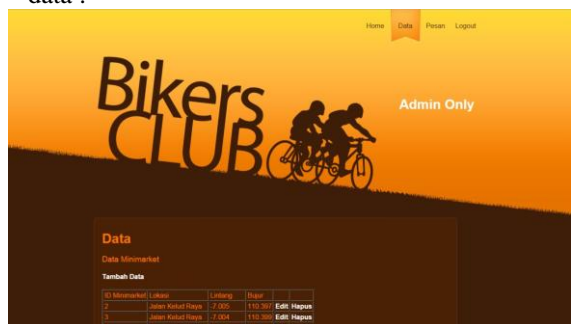 data :
Home Data Pesan Logout
Bikers
CLUB
Admin Only
Data
Data Minimarket
Tambah Data
ID Minimarket Lokasi Lintang Bujur
2 Jalan Kelud Raya -7.005 110.397 Edit Hapus
3 Jalan Kelud Raya -7.004 110.399 Edit Hapus